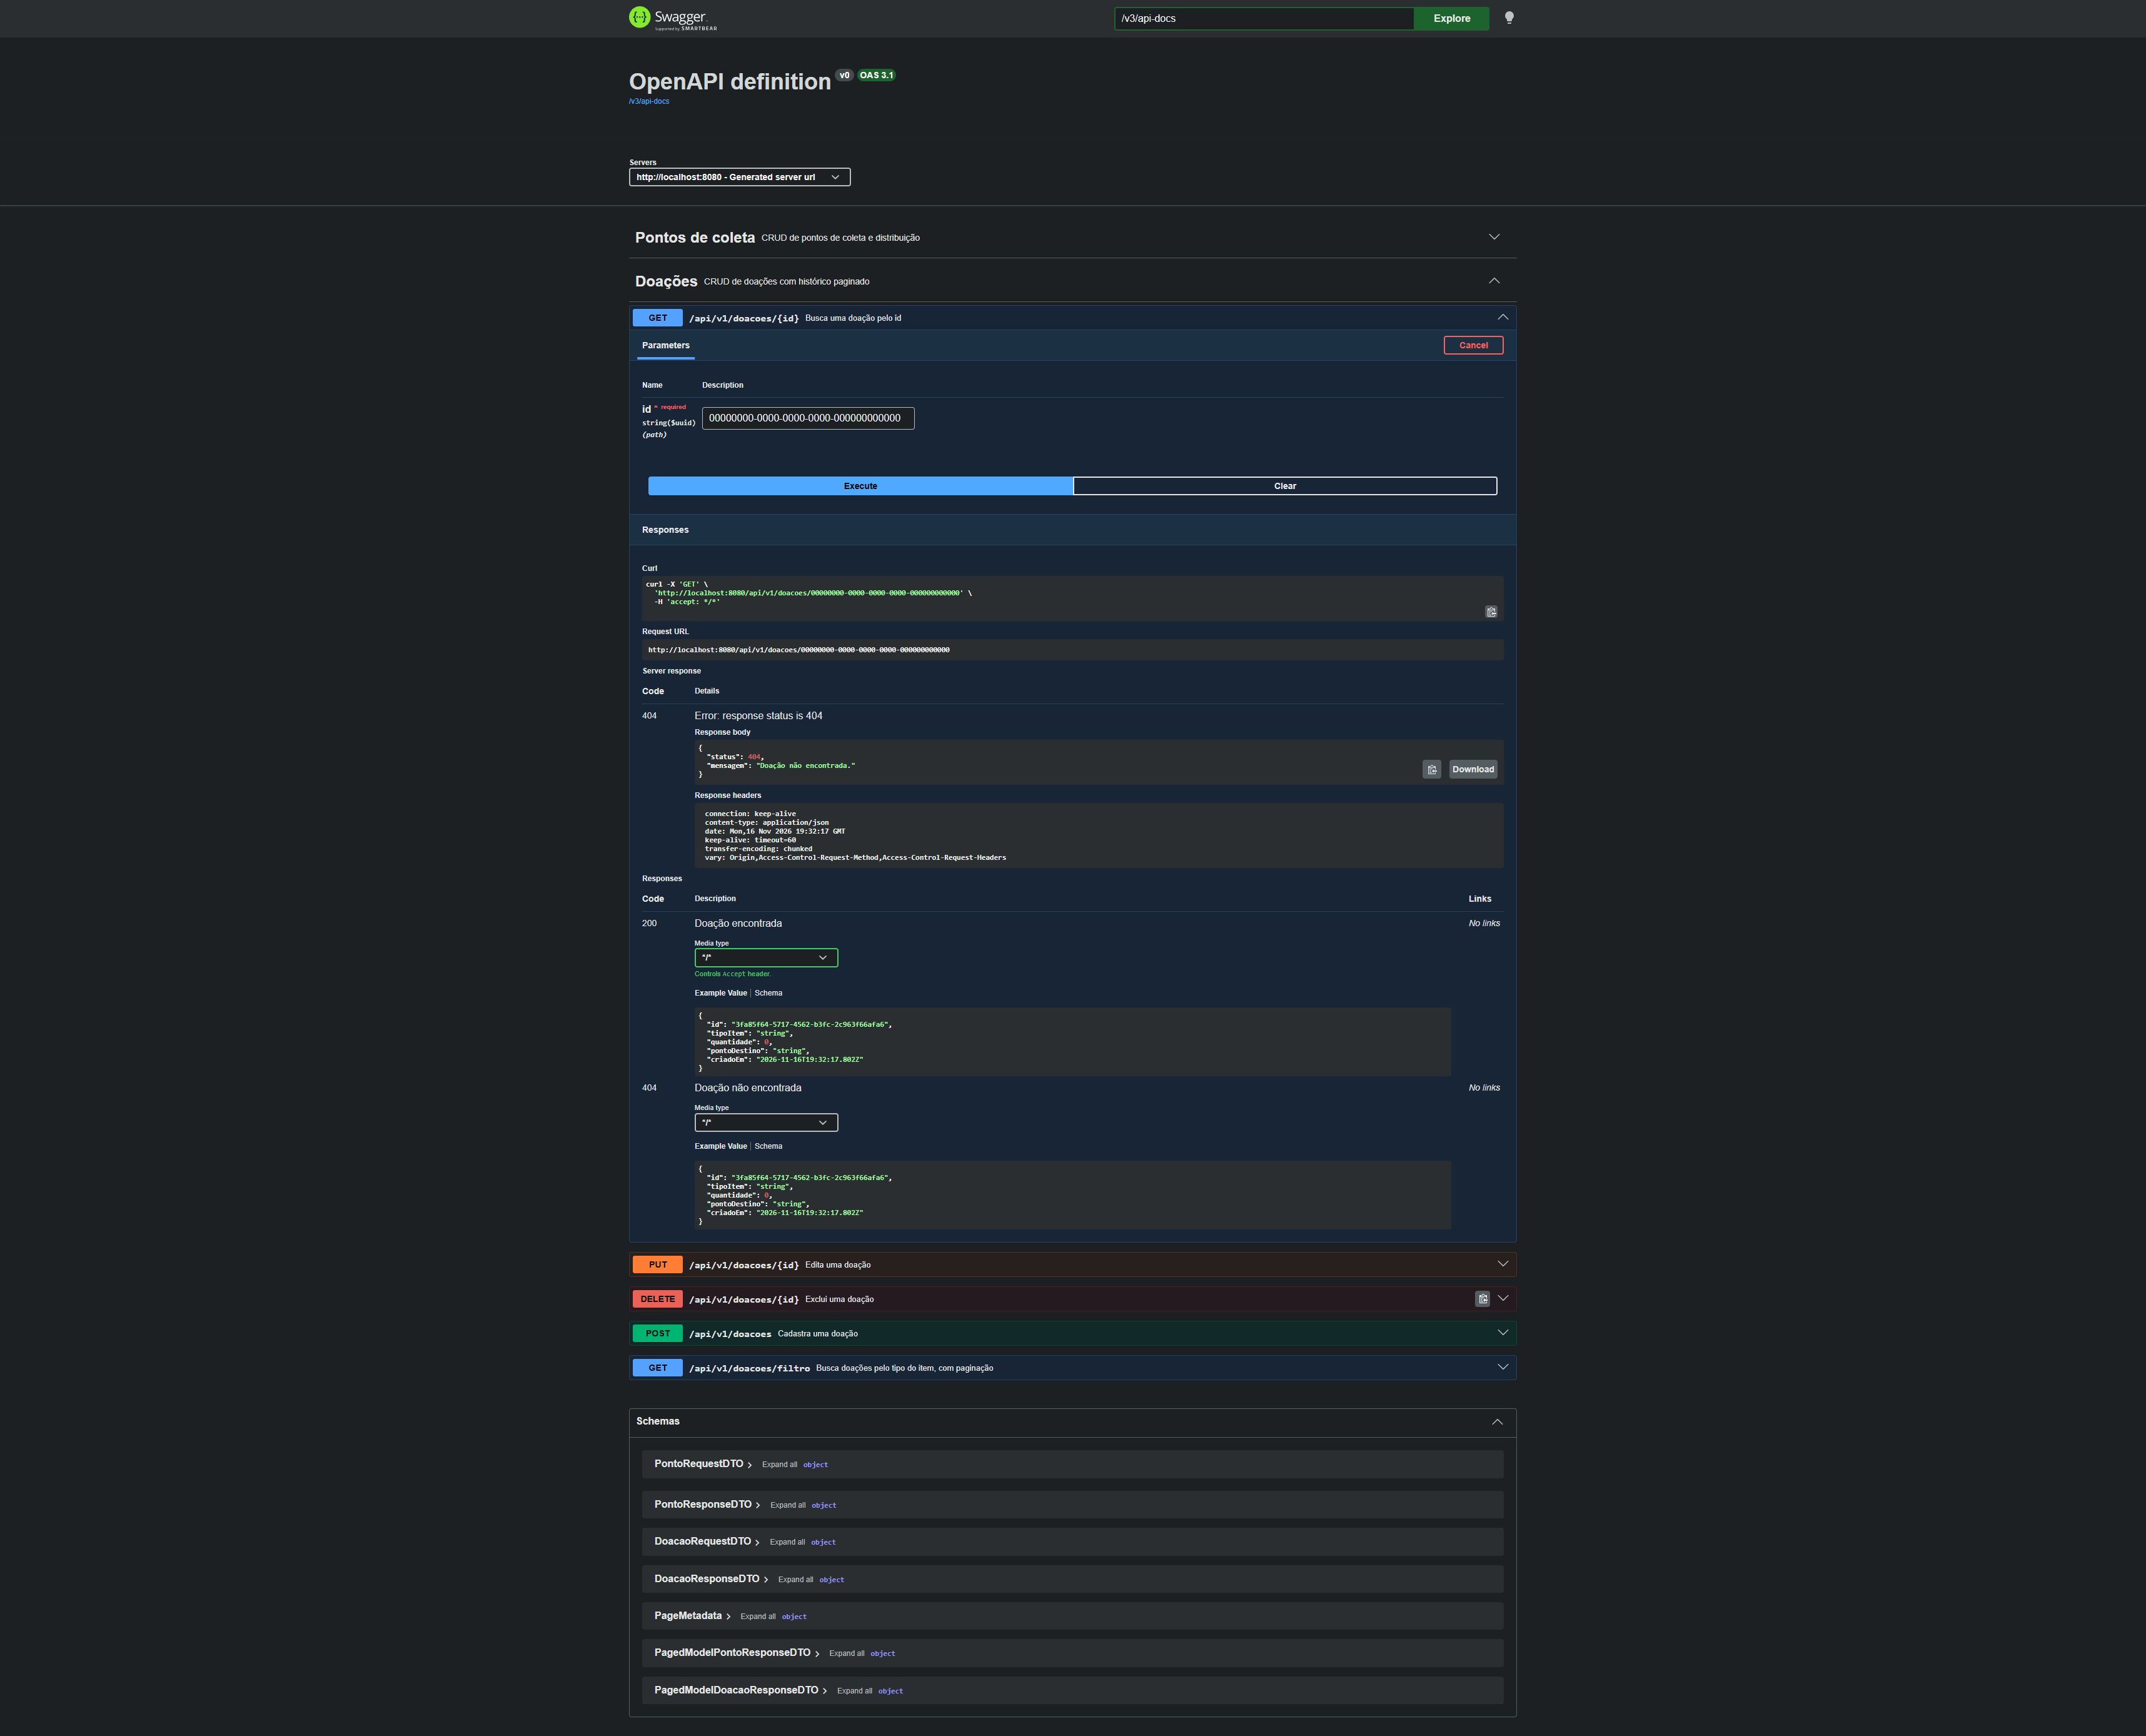 Swagger
Supported by SMARTBEAR
/v3/api-docs
Explore
OpenAPI definition v0 OAS 3.1
/v3/api-docs
Servers
http://localhost:8080 - Generated server url
Pontos de coleta CRUD de pontos de coleta e distribuição
Doações CRUD de doações com histórico paginado
GET /api/v1/doacoes/{id} Busca uma doação pelo id
Parameters
Cancel
Name Description
id * required
string($uuid)
(path)
00000000-0000-0000-0000-000000000000
Execute
Clear
Responses
Curl
curl -X 'GET' \
'http://localhost:8080/api/v1/doacoes/00000000-0000-0000-0000-000000000000' \
-H 'accept: */*'
Request URL
http://localhost:8080/api/v1/doacoes/00000000-0000-0000-0000-000000000000
Server response
Code Details
404 Error: response status is 404
Response body
{
"status": 404,
"mensagem": "Doação não encontrada."
}
Download
Response headers
connection: keep-alive
content-type: application/json
date: Mon,16 Nov 2026 19:32:17 GMT
keep-alive: timeout=60
transfer-encoding: chunked
vary: Origin,Access-Control-Request-Method,Access-Control-Request-Headers
Responses
Code Description Links
200 Doação encontrada No links
Media type
*/*
Controls Accept header.
Example Value | Schema
{
"id": "3fa85f64-5717-4562-b3fc-2c963f66afa6",
"tipoItem": "string",
"quantidade": 0,
"pontoDestino": "string",
"criadoEm": "2026-11-16T19:32:17.802Z"
}
404 Doação não encontrada No links
Media type
*/*
Example Value | Schema
{
"id": "3fa85f64-5717-4562-b3fc-2c963f66afa6",
"tipoItem": "string",
"quantidade": 0,
"pontoDestino": "string",
"criadoEm": "2026-11-16T19:32:17.802Z"
}
PUT /api/v1/doacoes/{id} Edita uma doação
DELETE /api/v1/doacoes/{id} Exclui uma doação
POST /api/v1/doacoes Cadastra uma doação
GET /api/v1/doacoes/filtro Busca doações pelo tipo do item, com paginação
Schemas
PontoRequestDTO Expand all object
PontoResponseDTO Expand all object
DoacaoRequestDTO Expand all object
DoacaoResponseDTO Expand all object
PageMetadata Expand all object
PagedModelPontoResponseDTO Expand all object
PagedModelDoacaoResponseDTO Expand all object